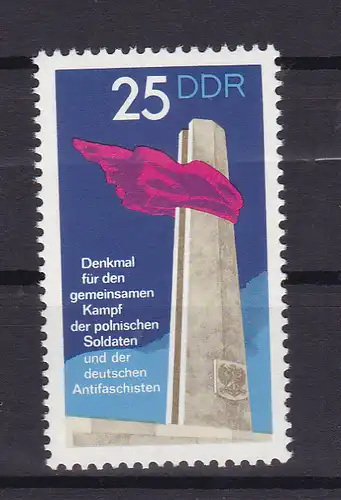 25 DDR
Denkmal
für den
gemeinsamen
Kampf
der polnischen
Soldaten
und der
deutschen
Antifaschisten